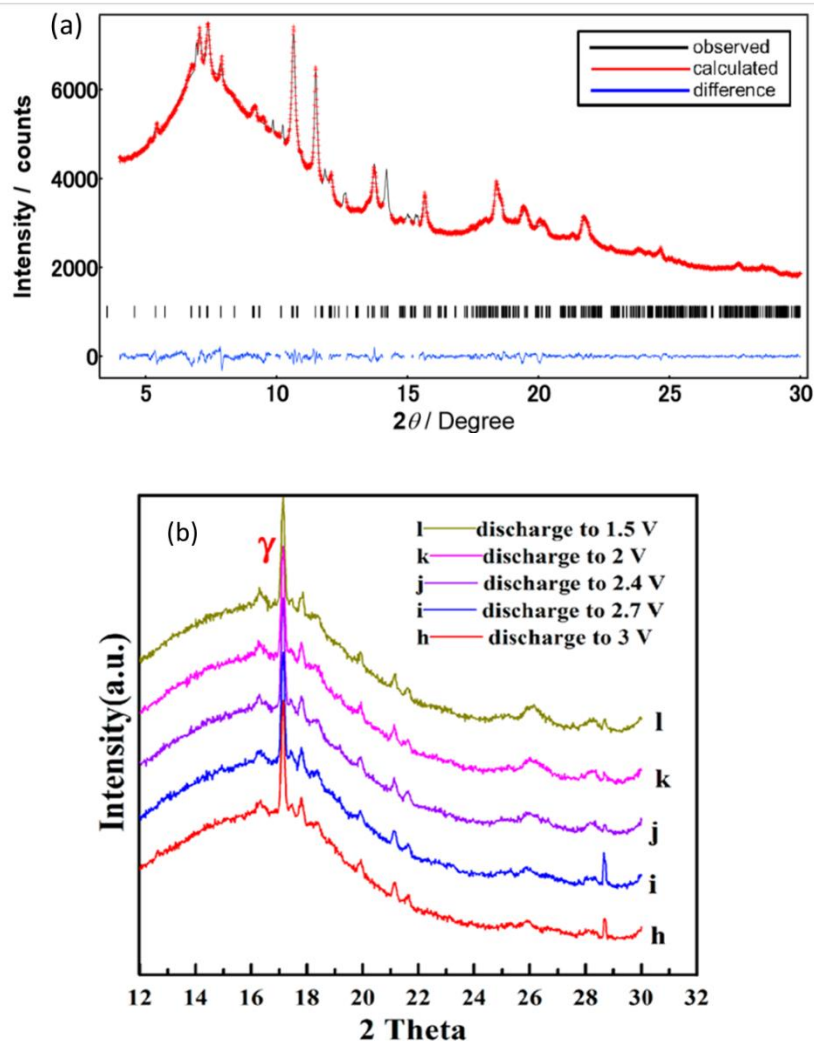 (a)
observed
calculated
difference
Intensity / counts
6000
4000
2000
0
5 10 15 20 25 30
2θ / Degree
(b)
γ
l discharge to 1.5 V
k discharge to 2 V
j discharge to 2.4 V
i discharge to 2.7 V
h discharge to 3 V
Intensity(a.u.)
l
k
j
i
h
12 14 16 18 20 22 24 26 28 30 32
2 Theta